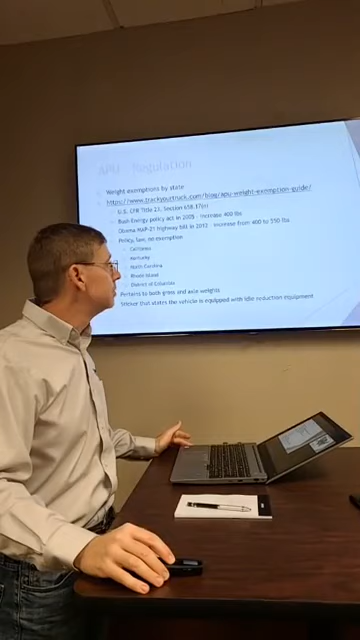 APU - Regulation
Weight exemptions by state
https://www.trackyourtruck.com/blog/apu-weight-exemption-guide/
U.S. CFR Title 23, Section 658.17(n)
Bush Energy policy act in 2005 - increase 400 lbs
Obama MAP-21 highway bill in 2012 - increase from 400 to 550 lbs.
Policy, law, no exemption
California
Kentucky
North Carolina
Rhode Island
District of Columbia
Pertains to both gross and axle weights
Sticker that states the vehicle is equipped with idle reduction equipment